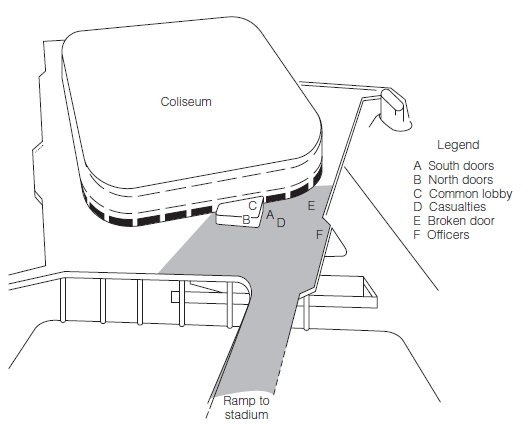 Coliseum
Legend
A South doors
B North doors
C Common lobby
D Casualties
E Broken door
F Officers
C
E
B
A
D
F
Ramp to
stadium